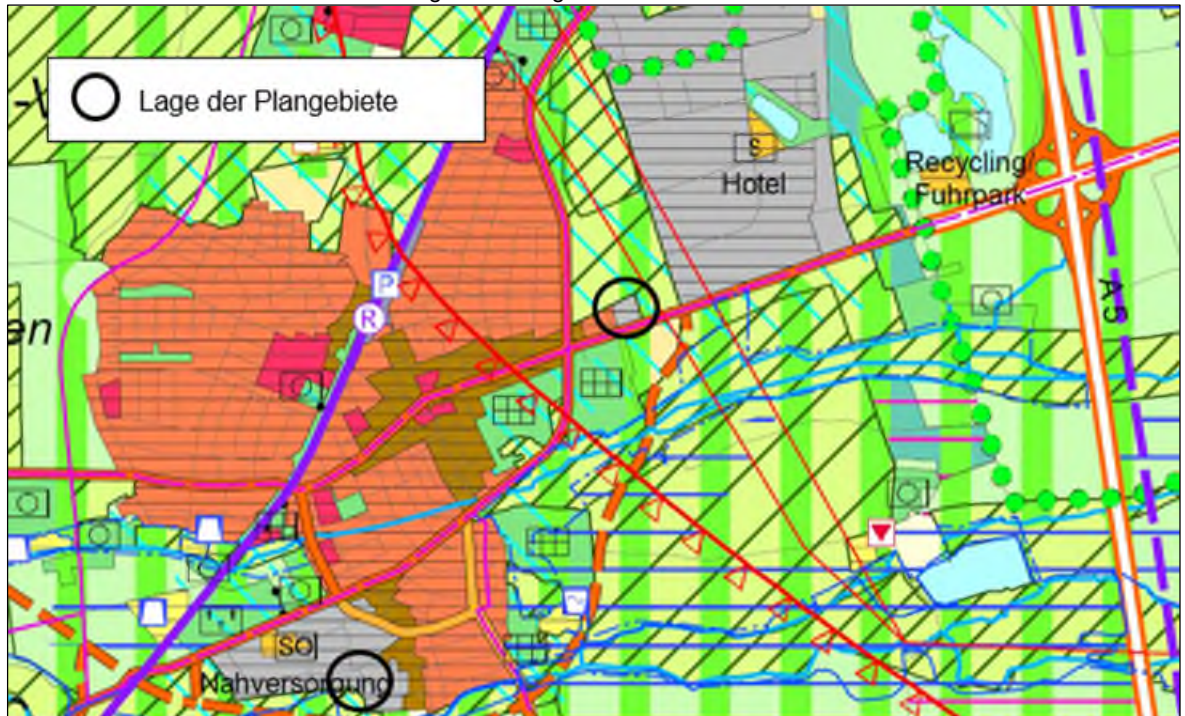 Lage der Plangebiete
-V
en
P
R
S
Hotel
Recycling/
Fuhrpark
A5
SO
Nahversorgung